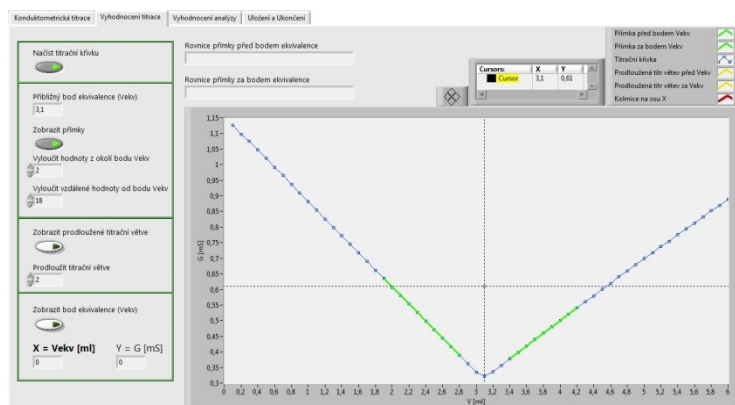 Konduktometrická titrace
Vyhodnocení titrace
Vyhodnocení analýzy
Uložení a Ukončení
Načíst titrační křivku
Přibližný bod ekvivalence (Vekv)
3,1
Zobrazit přímky
Vyloučit hodnoty z okolí bodu Vekv
2
Vyloučit vzdálené hodnoty od bodu Vekv
18
Zobrazit prodloužené titrační větve
Prodloužit titrační větve
2
Zobrazit bod ekvivalence (Vekv)
X = Vekv [ml]
Y = G [mS]
0
0
Rovnice přímky před bodem ekvivalence
Rovnice přímky za bodem ekvivalence
Cursors: X Y
Cursor 3,1 0,61
Přímka před bodem Vekv
Přímka za bodem Vekv
Titrační křivka
Prodloužená titr větev před Vekv
Prodloužená titr větev za Vekv
Kolmice na osu X
1,15
1,1
1,05
1
0,95
0,9
0,85
0,8
0,75
0,7
0,65
0,6
0,55
0,5
0,45
0,4
0,35
0,3
G [mS]
0 0,2 0,4 0,6 0,8 1 1,2 1,4 1,6 1,8 2 2,2 2,4 2,6 2,8 3 3,2 3,4 3,6 3,8 4 4,2 4,4 4,6 4,8 5 5,2 5,4 5,6 5,8 6
V [ml]